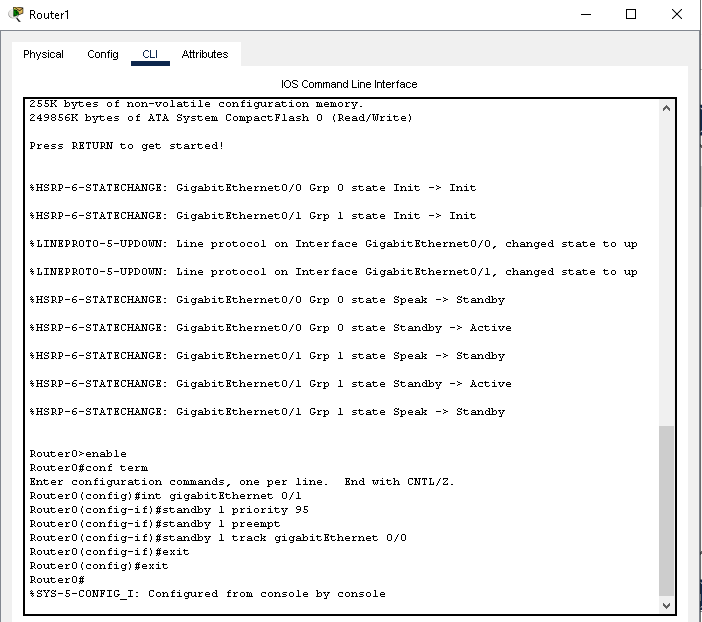 Router1
Physical Config CLI Attributes
IOS Command Line Interface
255K bytes of non-volatile configuration memory.
249856K bytes of ATA System CompactFlash 0 (Read/Write)
Press RETURN to get started!
%HSRP-6-STATECHANGE: GigabitEthernet0/0 Grp 0 state Init -> Init
%HSRP-6-STATECHANGE: GigabitEthernet0/1 Grp 1 state Init -> Init
%LINEPROTO-5-UPDOWN: Line protocol on Interface GigabitEthernet0/0, changed state to up
%LINEPROTO-5-UPDOWN: Line protocol on Interface GigabitEthernet0/1, changed state to up
%HSRP-6-STATECHANGE: GigabitEthernet0/0 Grp 0 state Speak -> Standby
%HSRP-6-STATECHANGE: GigabitEthernet0/0 Grp 0 state Standby -> Active
%HSRP-6-STATECHANGE: GigabitEthernet0/1 Grp 1 state Speak -> Standby
%HSRP-6-STATECHANGE: GigabitEthernet0/1 Grp 1 state Standby -> Active
%HSRP-6-STATECHANGE: GigabitEthernet0/1 Grp 1 state Speak -> Standby
Router0>enable
Router0#conf term
Enter configuration commands, one per line. End with CNTL/Z.
Router0(config)#int gigabitEthernet 0/1
Router0(config-if)#standby 1 priority 95
Router0(config-if)#standby 1 preempt
Router0(config-if)#standby 1 track gigabitEthernet 0/0
Router0(config-if)#exit
Router0(config)#exit
Router0#
%SYS-5-CONFIG_I: Configured from console by console